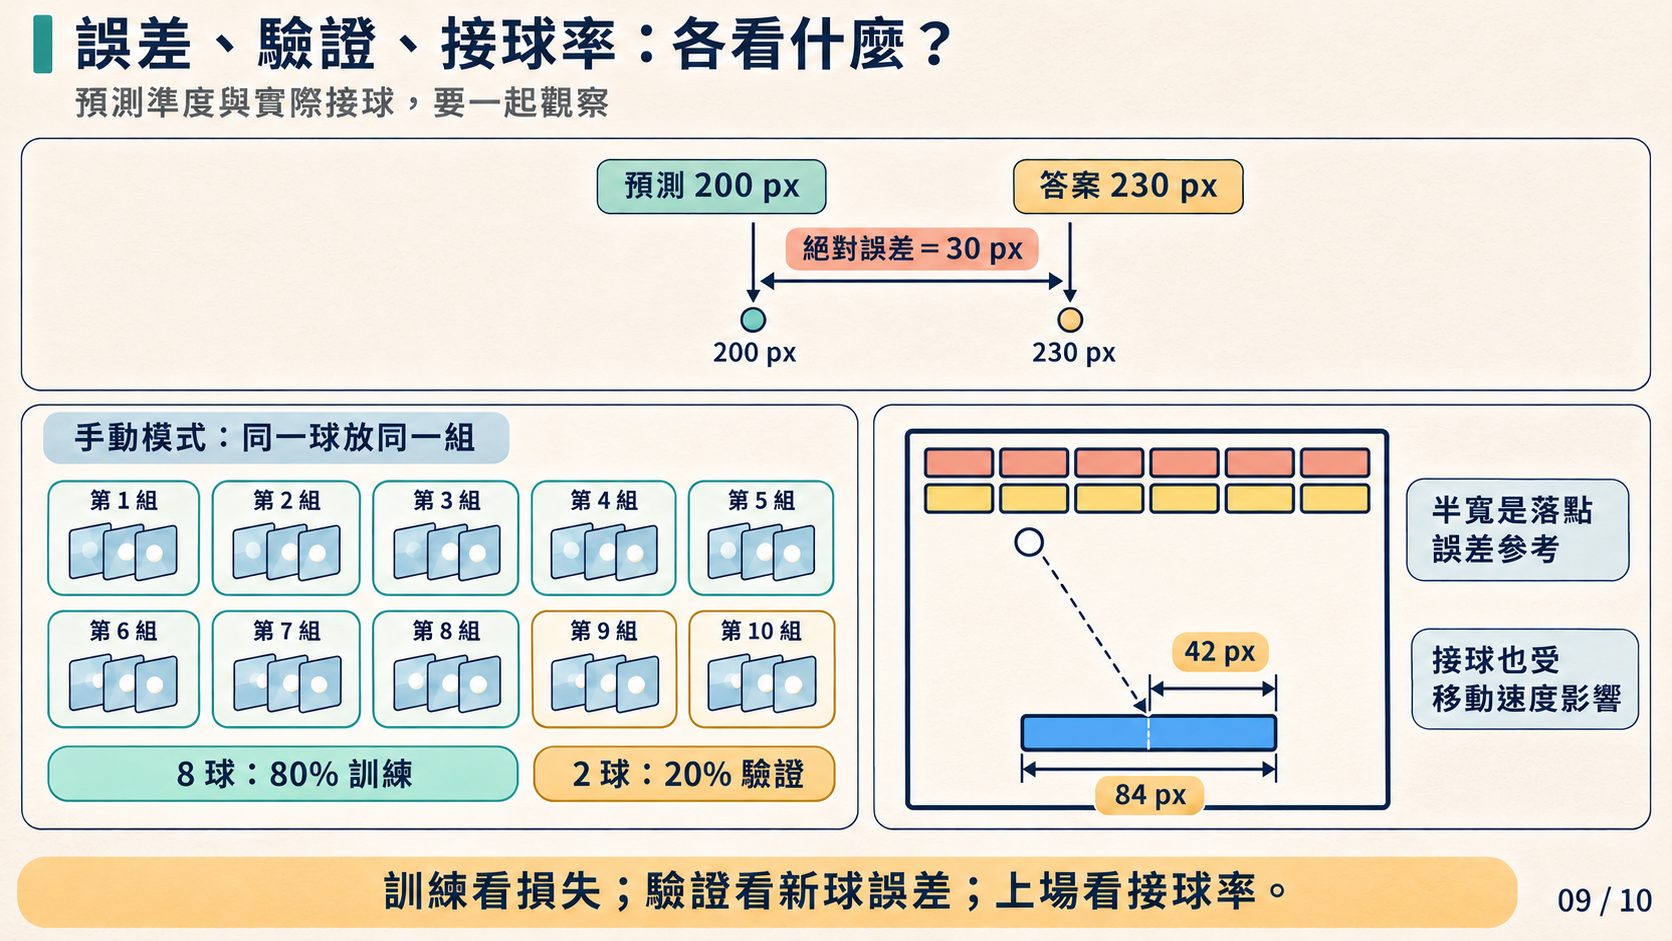 誤差、驗證、接球率：各看什麼？
預測準度與實際接球，要一起觀察
預測 200 px
答案 230 px
絕對誤差＝30 px
200 px
230 px
手動模式：同一球放同一組
第 1 組
第 2 組
第 3 組
第 4 組
第 5 組
第 6 組
第 7 組
第 8 組
第 9 組
第 10 組
8 球：80% 訓練
2 球：20% 驗證
42 px
84 px
半寬是落點
誤差參考
接球也受
移動速度影響
訓練看損失；驗證看新球誤差；上場看接球率。
09 / 10